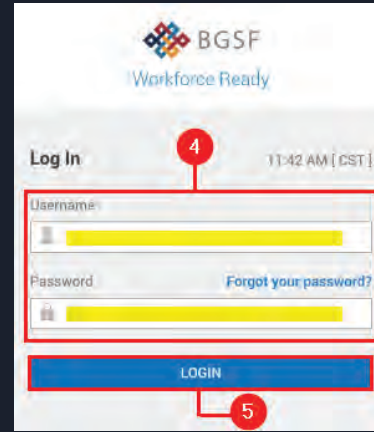 BGSF
Workforce Ready
Log In
4
11:42 AM [ CST ]
Username
Password
Forgot your password?
LOGIN
5